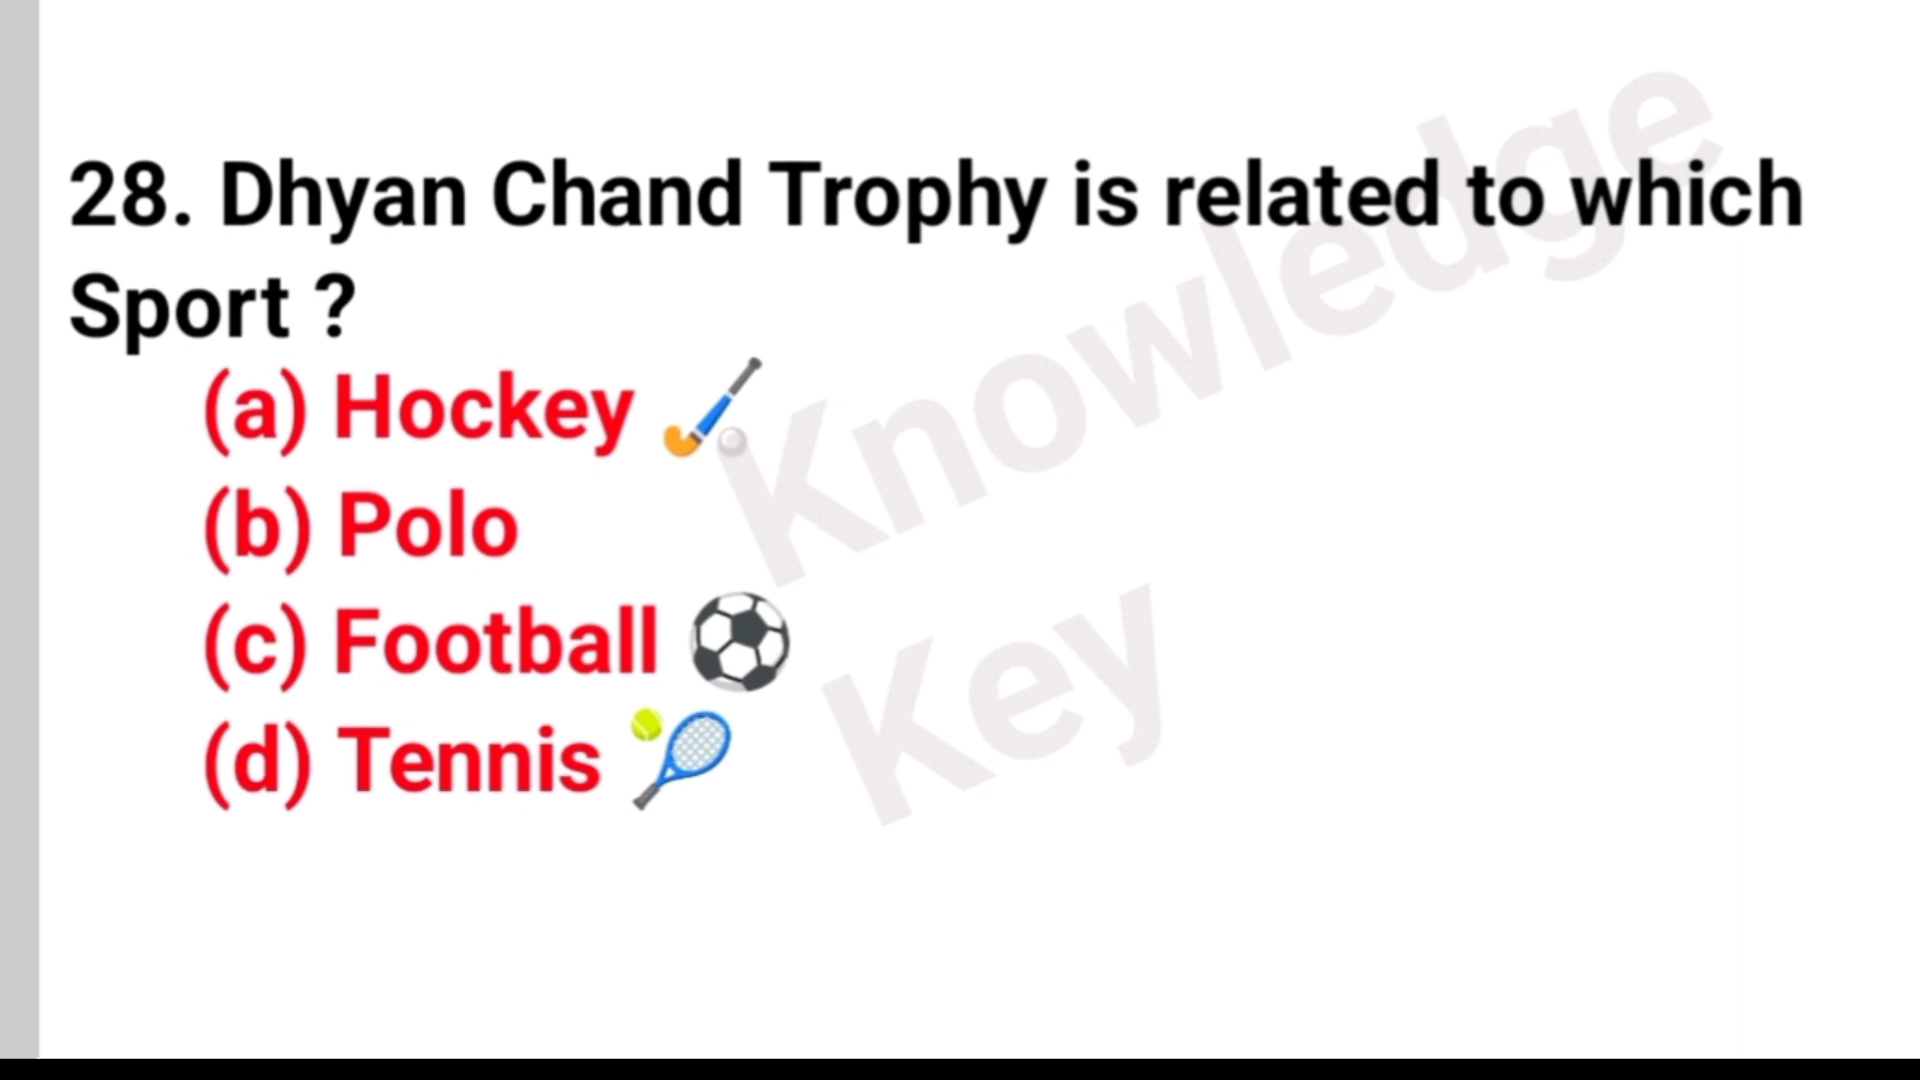 28. Dhyan Chand Trophy is related to which
Sport ?
(a) Hockey 🏑
(b) Polo
(c) Football ⚽
(d) Tennis 🎾
Knowledge
Key